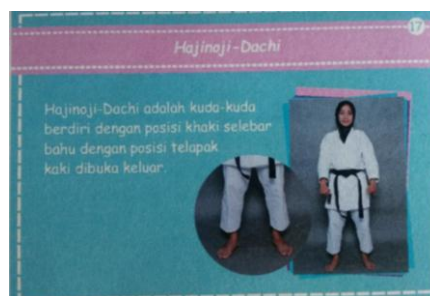 17
Hajinoji-Dachi
Hajinoji-Dachi adalah kuda-kuda
berdiri dengan posisi khaki selebar
bahu dengan posisi telapak
kaki dibuka keluar.